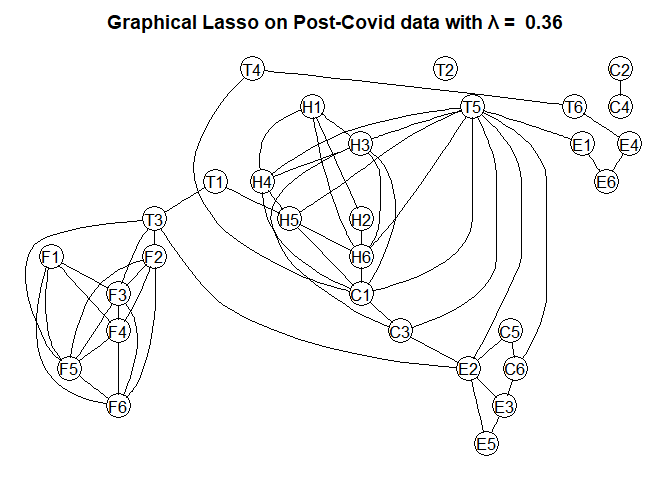 Graphical Lasso on Post-Covid data with λ = 0.36
T4 T2 C2
H1 T5 T6 C4
H3 E1 E4
T1 H4 E6
T3 H5 H2
F1 F2 H6
F3 C1
F4 C3 C5
F5 E2 C6
F6 E3
E5